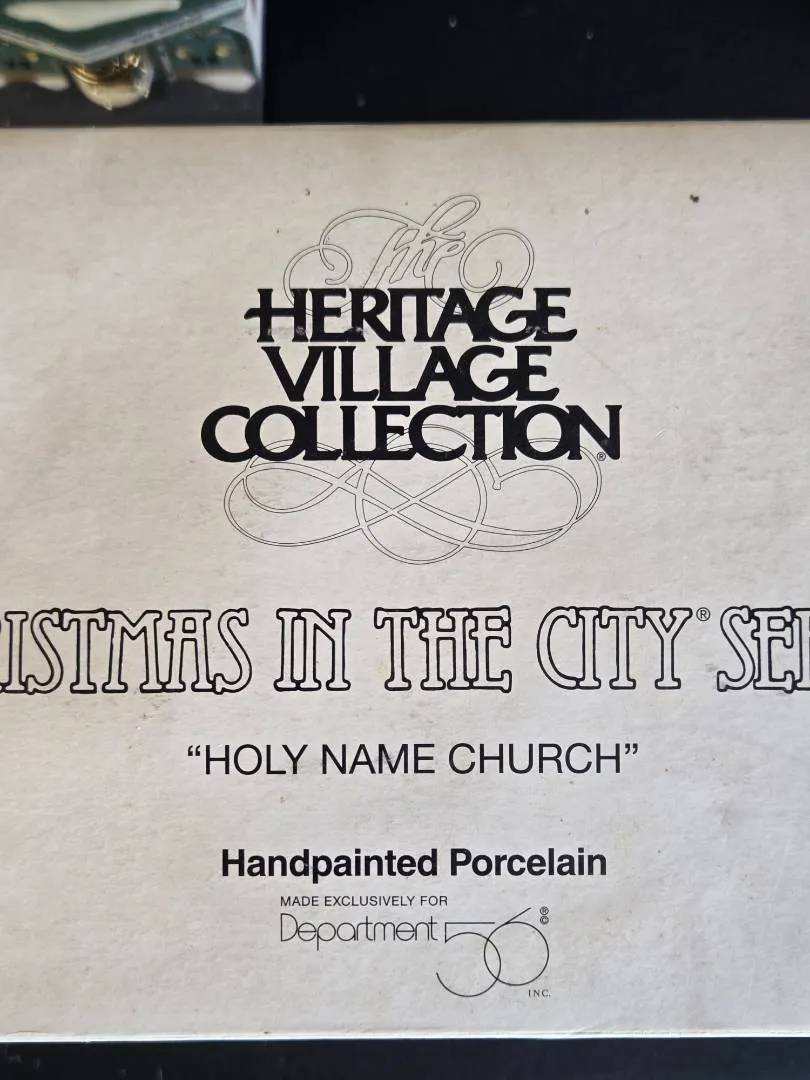 The
HERITAGE
VILLAGE
COLLECTION®
ISTMAS IN THE CITY® SE
“HOLY NAME CHURCH”
Handpainted Porcelain
MADE EXCLUSIVELY FOR
Department 56 ® ©
INC.